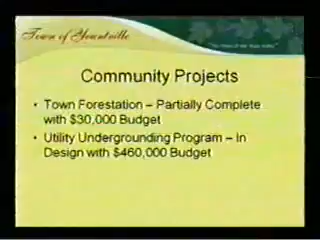 Town of Yountville
Community Projects
• Town Forestation – Partially Complete
with $30,000 Budget
• Utility Undergrounding Program – In
Design with $460,000 Budget